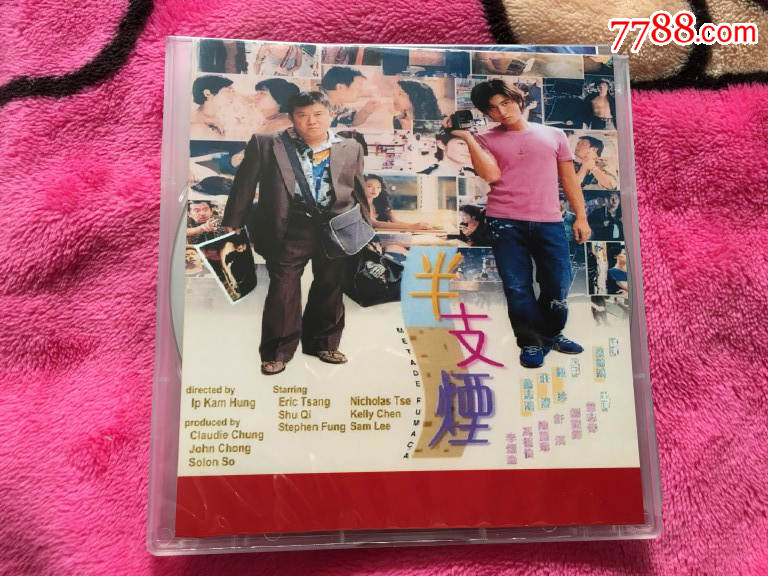 7788.com
半支煙
METADE FUMACA
directed by
Ip Kam Hung
produced by
Claudie Chung
John Chong
Solon So
Starring
Eric Tsang
Nicholas Tse
Shu Qi
Kelly Chen
Stephen Fung
Sam Lee